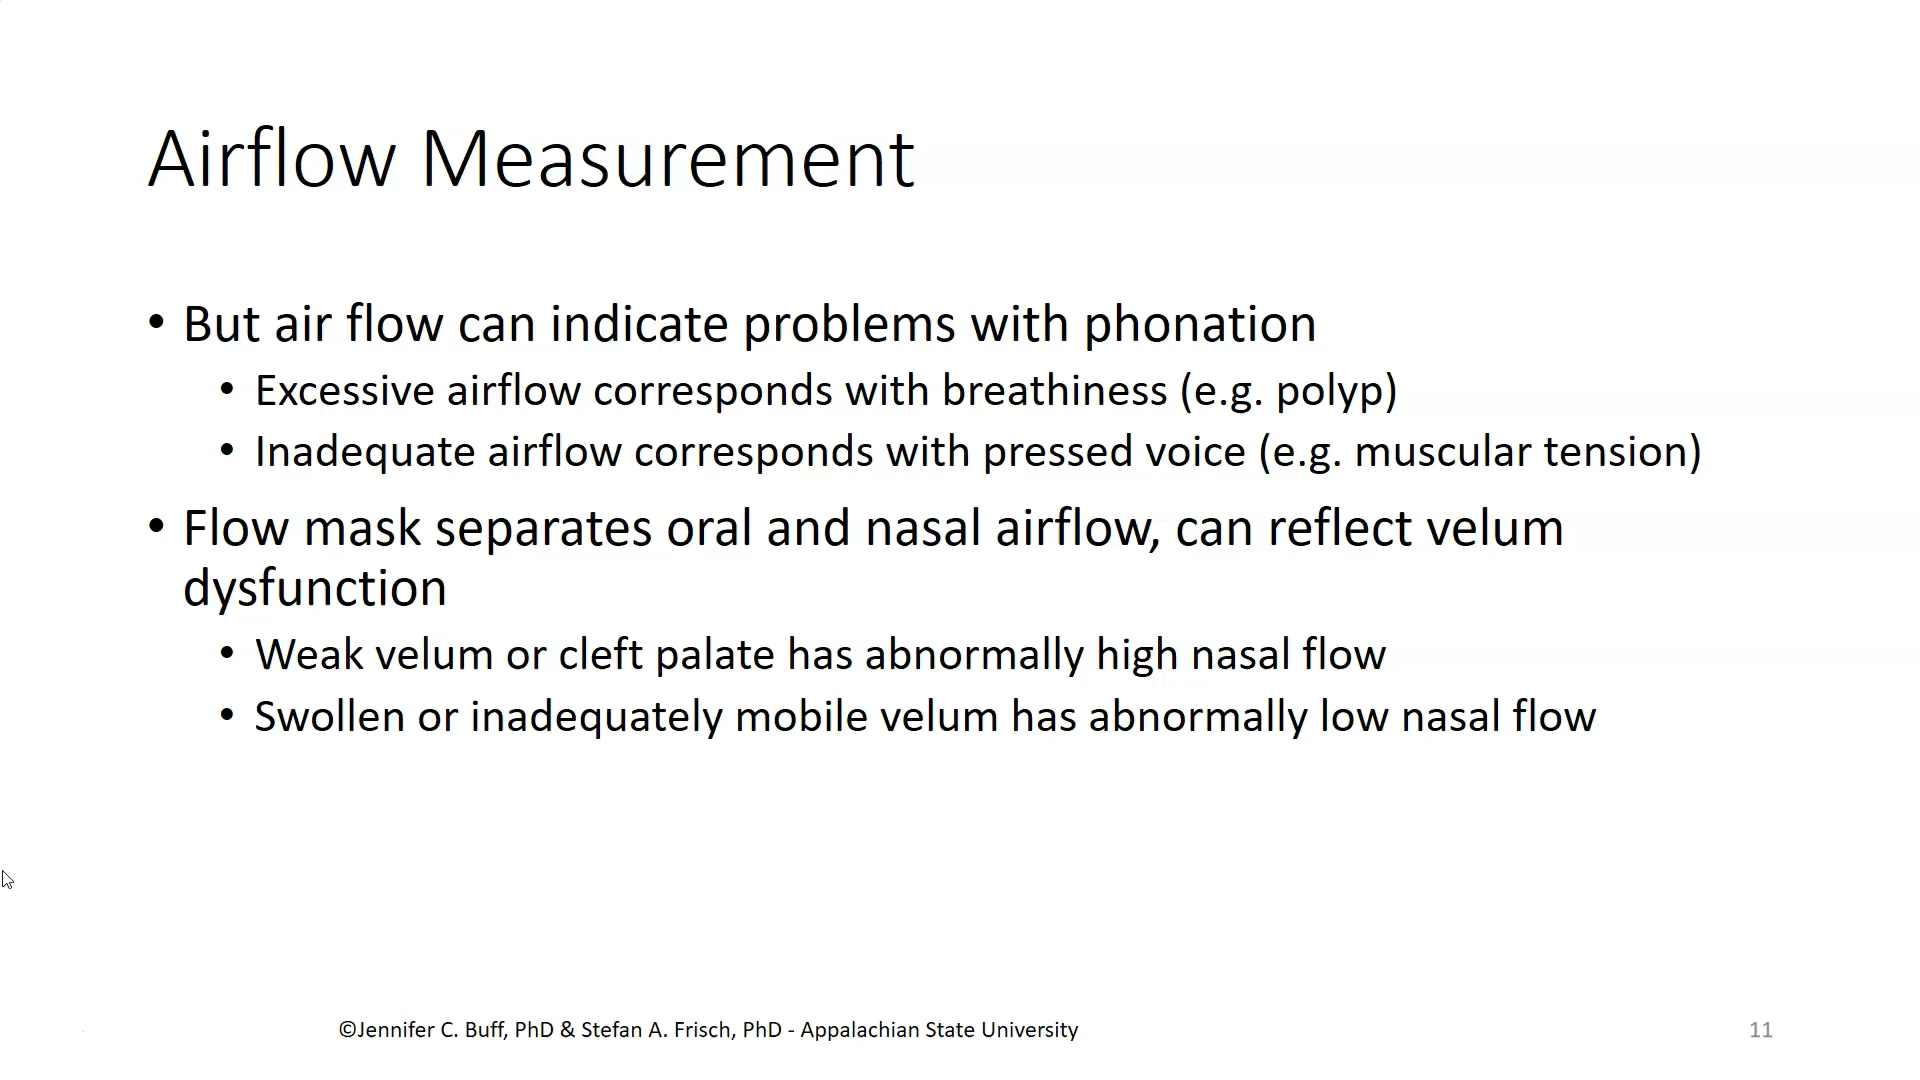 Airflow Measurement
• But air flow can indicate problems with phonation
• Excessive airflow corresponds with breathiness (e.g. polyp)
• Inadequate airflow corresponds with pressed voice (e.g. muscular tension)
• Flow mask separates oral and nasal airflow, can reflect velum
dysfunction
• Weak velum or cleft palate has abnormally high nasal flow
• Swollen or inadequately mobile velum has abnormally low nasal flow
©Jennifer C. Buff, PhD & Stefan A. Frisch, PhD - Appalachian State University
11